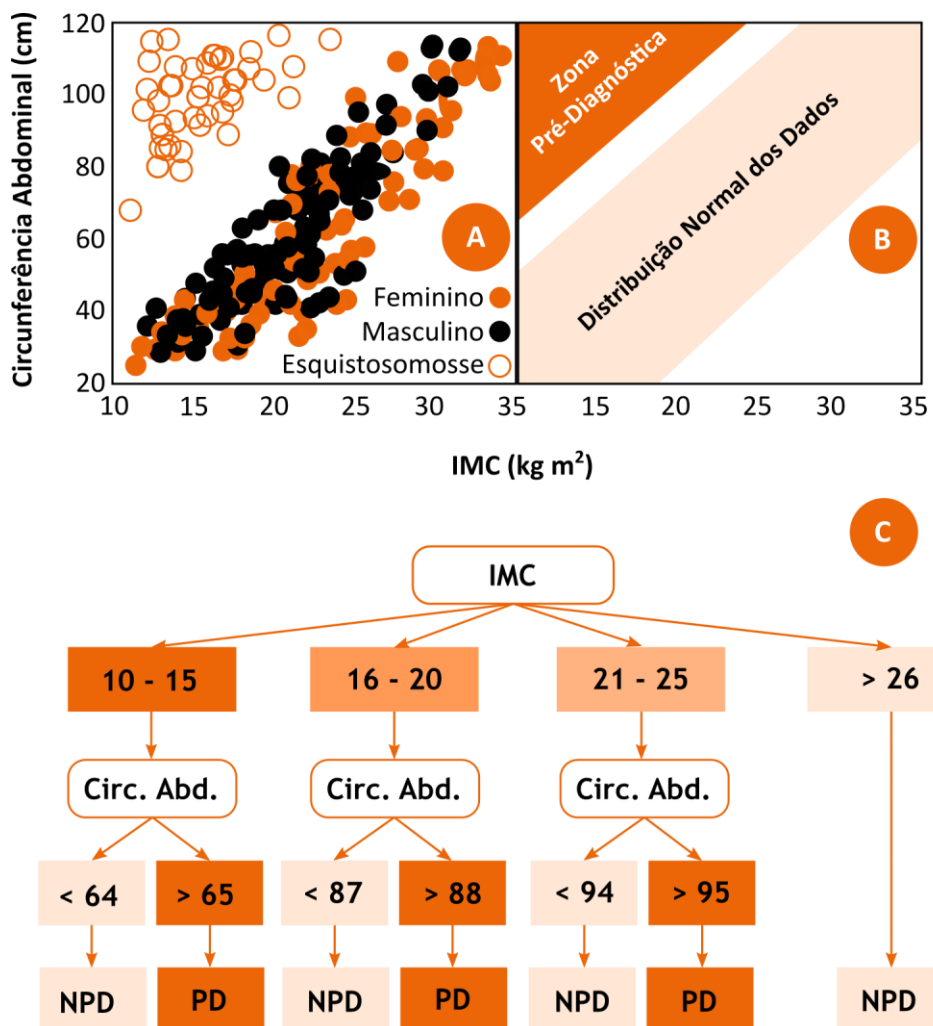 Circunferência Abdominal (cm)
120
100
80
60
40
20
A
Feminino
Masculino
Esquistosomosse
Zona
Pré-Diagnóstica
Distribuição Normal dos Dados
B
10 15 20 25 30 35 15 20 25 30 35
IMC (kg m²)
C
IMC
10 - 15 16 - 20 21 - 25 > 26
Circ. Abd. Circ. Abd. Circ. Abd.
< 64 > 65 < 87 > 88 < 94 > 95
NPD PD NPD PD NPD PD NPD